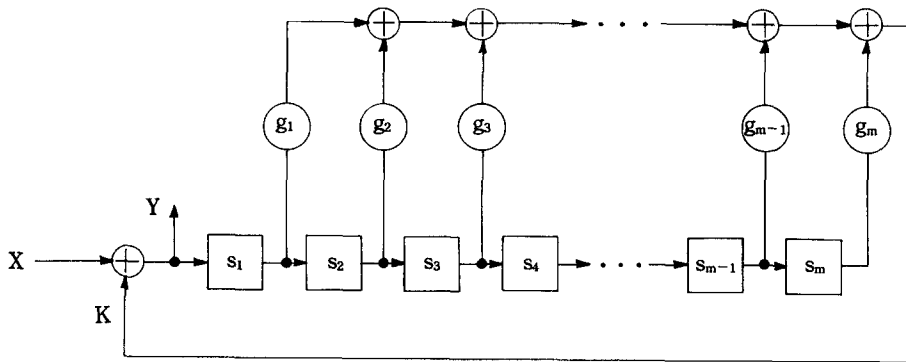 g₁ g₂ g₃ gₘ₋₁ gₘ
Y
X S₁ S₂ S₃ S₄ Sₘ₋₁ Sₘ
K